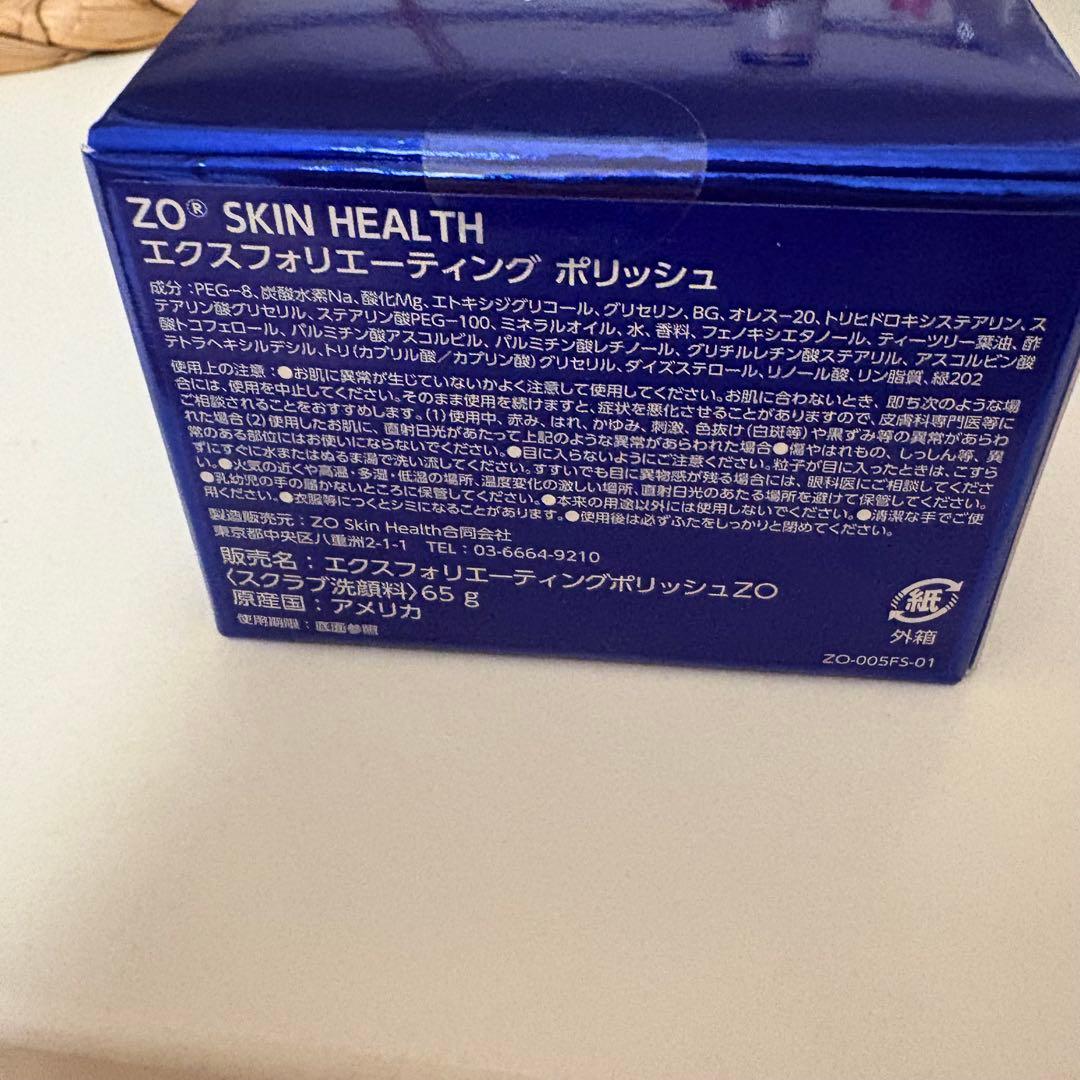 ZO® SKIN HEALTH
エクスフォリエーティング ポリッシュ
成分：PEG-8、炭酸水素Na、酸化Mg、エトキシジグリコール、グリセリン、BG、オレス-20、トリヒドロキシステアリン、ス
テアリン酸グリセリル、ステアリン酸PEG-100、ミネラルオイル、水、香料、フェノキシエタノール、ティーツリー葉油、酢
酸トコフェロール、パルミチン酸アスコルビル、パルミチン酸レチノール、グリチルレチン酸ステアリル、アスコルビン酸
テトラヘキシルデシル、トリ（カプリル酸／カプリン酸）グリセリル、ダイズステロール、リノール酸、リン脂質、緑202
使用上の注意：●お肌に異常が生じていないかよく注意して使用してください。お肌に合わないとき、即ち次のような場
合には、使用を中止してください。そのまま使用を続けますと、症状を悪化させることがありますので、皮膚科専門医等に
ご相談されることをおすすめします。(1)使用中、赤み、はれ、かゆみ、刺激、色抜け(白斑等)や黒ずみ等の異常があらわ
れた場合(2)使用したお肌に、直射日光があたって上記のような異常があらわれた場合●傷やはれもの、しっしん等、異
常のある部位にはお使いにならないでください。●目に入らないようにご注意ください。粒子が目に入ったときは、こすら
ずにすぐに水またはぬるま湯で洗い流してください。すすいでも目に異物感が残る場合には、眼科医にご相談してくださ
い。●火気の近くや高温・多湿・低温の場所、温度変化の激しい場所、直射日光のあたる場所を避けて保管してください。
●乳幼児の手の届かないところに保管してください。●本来の用途以外には使用しないでください。●清潔な手でご使
用ください。●衣服等につくとシミになることがあります。●使用後は必ずふたをしっかりと閉めてください。
製造販売元：ZO Skin Health合同会社
東京都中央区八重洲2-1-1 TEL：03-6664-9210
販売名：エクスフォリエーティングポリッシュZO
〈スクラブ洗顔料〉65 g
原産国：アメリカ
使用期限：底面参照
紙
外箱
ZO-005FS-01